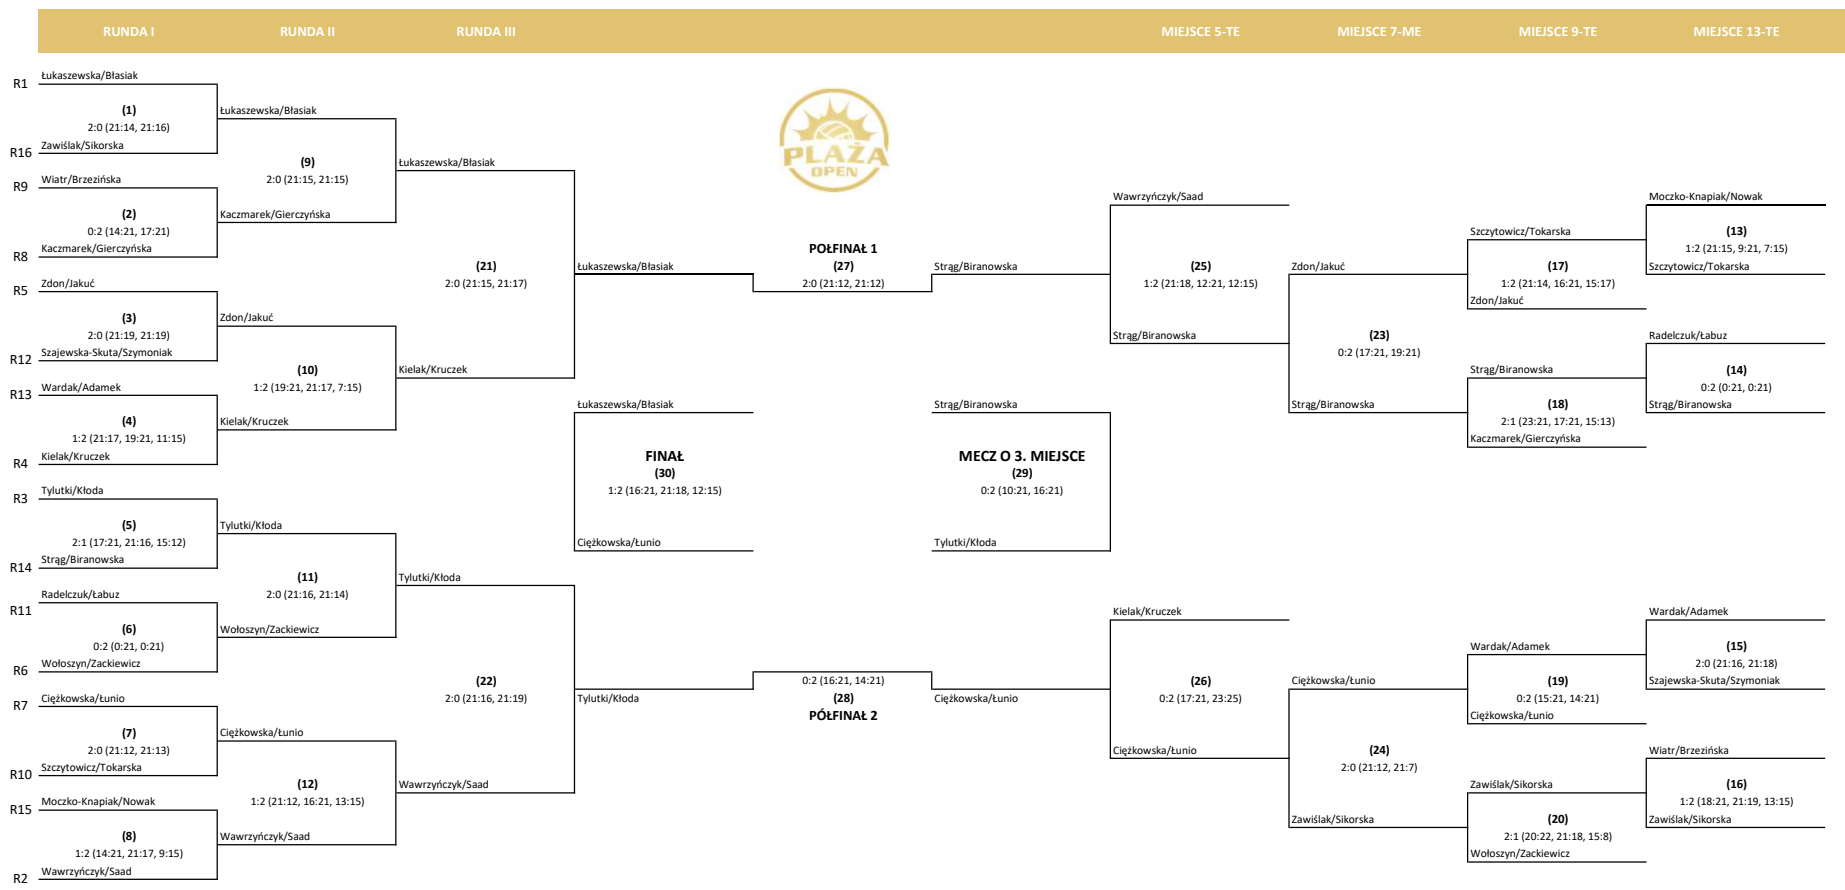 RUNDA I
RUNDA II
RUNDA III
MIEJSCE 5-TE
MIEJSCE 7-ME
MIEJSCE 9-TE
MIEJSCE 13-TE
R1
Łukaszewska/Błasiak
(1)
2:0 (21:14, 21:16)
R16
Zawiślak/Sikorska
R9
Wiatr/Brzezińska
(2)
0:2 (14:21, 17:21)
R8
Kaczmarek/Gierczyńska
R5
Zdon/Jakuć
(3)
2:0 (21:19, 21:19)
R12
Szajewska-Skuta/Szymoniak
R13
Wardak/Adamek
(4)
1:2 (21:17, 19:21, 11:15)
R4
Kielak/Kruczek
R3
Tylutki/Kłoda
(5)
2:1 (17:21, 21:16, 15:12)
R14
Strąg/Biranowska
R11
Radelczuk/Łabuz
(6)
0:2 (0:21, 0:21)
R6
Wołoszyn/Zackiewicz
R7
Ciężkowska/Łunio
(7)
2:0 (21:12, 21:13)
R10
Szczytowicz/Tokarska
R15
Moczko-Knapiak/Nowak
(8)
1:2 (14:21, 21:17, 9:15)
R2
Wawrzyńczyk/Saad
Łukaszewska/Błasiak
(9)
2:0 (21:15, 21:15)
Kaczmarek/Gierczyńska
Zdon/Jakuć
(10)
1:2 (19:21, 21:17, 7:15)
Kielak/Kruczek
Tylutki/Kłoda
(11)
2:0 (21:16, 21:14)
Wołoszyn/Zackiewicz
Ciężkowska/Łunio
(12)
1:2 (21:12, 16:21, 13:15)
Wawrzyńczyk/Saad
Łukaszewska/Błasiak
(21)
2:0 (21:15, 21:17)
Kielak/Kruczek
Tylutki/Kłoda
(22)
2:0 (21:16, 21:19)
Wawrzyńczyk/Saad
PLAŻA
OPEN
Łukaszewska/Błasiak
POŁFINAŁ 1
(27)
2:0 (21:12, 21:12)
Strąg/Biranowska
Łukaszewska/Błasiak
FINAŁ
(30)
1:2 (16:21, 21:18, 12:15)
Ciężkowska/Łunio
Strąg/Biranowska
MECZ O 3. MIEJSCE
(29)
0:2 (10:21, 16:21)
Tylutki/Kłoda
Tylutki/Kłoda
0:2 (16:21, 14:21)
(28)
PÓŁFINAŁ 2
Ciężkowska/Łunio
Wawrzyńczyk/Saad
(25)
1:2 (21:18, 12:21, 12:15)
Strąg/Biranowska
Kielak/Kruczek
(26)
0:2 (17:21, 23:25)
Ciężkowska/Łunio
Zdon/Jakuć
(23)
0:2 (17:21, 19:21)
Strąg/Biranowska
Ciężkowska/Łunio
(24)
2:0 (21:12, 21:7)
Zawiślak/Sikorska
Szczytowicz/Tokarska
(17)
1:2 (21:14, 16:21, 15:17)
Zdon/Jakuć
Strąg/Biranowska
(18)
2:1 (23:21, 17:21, 15:13)
Kaczmarek/Gierczyńska
Wardak/Adamek
(19)
0:2 (15:21, 14:21)
Ciężkowska/Łunio
Zawiślak/Sikorska
(20)
2:1 (20:22, 21:18, 15:8)
Wołoszyn/Zackiewicz
Moczko-Knapiak/Nowak
(13)
1:2 (21:15, 9:21, 7:15)
Szczytowicz/Tokarska
Radelczuk/Łabuz
(14)
0:2 (0:21, 0:21)
Strąg/Biranowska
Wardak/Adamek
(15)
2:0 (21:16, 21:18)
Szajewska-Skuta/Szymoniak
Wiatr/Brzezińska
(16)
1:2 (18:21, 21:19, 13:15)
Zawiślak/Sikorska